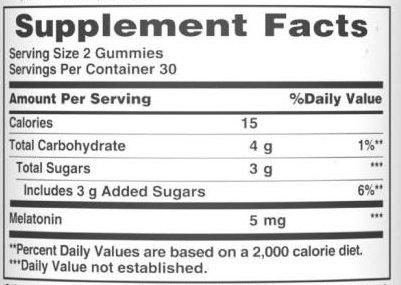 Supplement Facts
Serving Size 2 Gummies
Servings Per Container 30
Amount Per Serving %Daily Value
Calories 15
Total Carbohydrate 4 g 1%**
Total Sugars 3 g ***
Includes 3 g Added Sugars 6%**
Melatonin 5 mg ***
**Percent Daily Values are based on a 2,000 calorie diet.
***Daily Value not established.